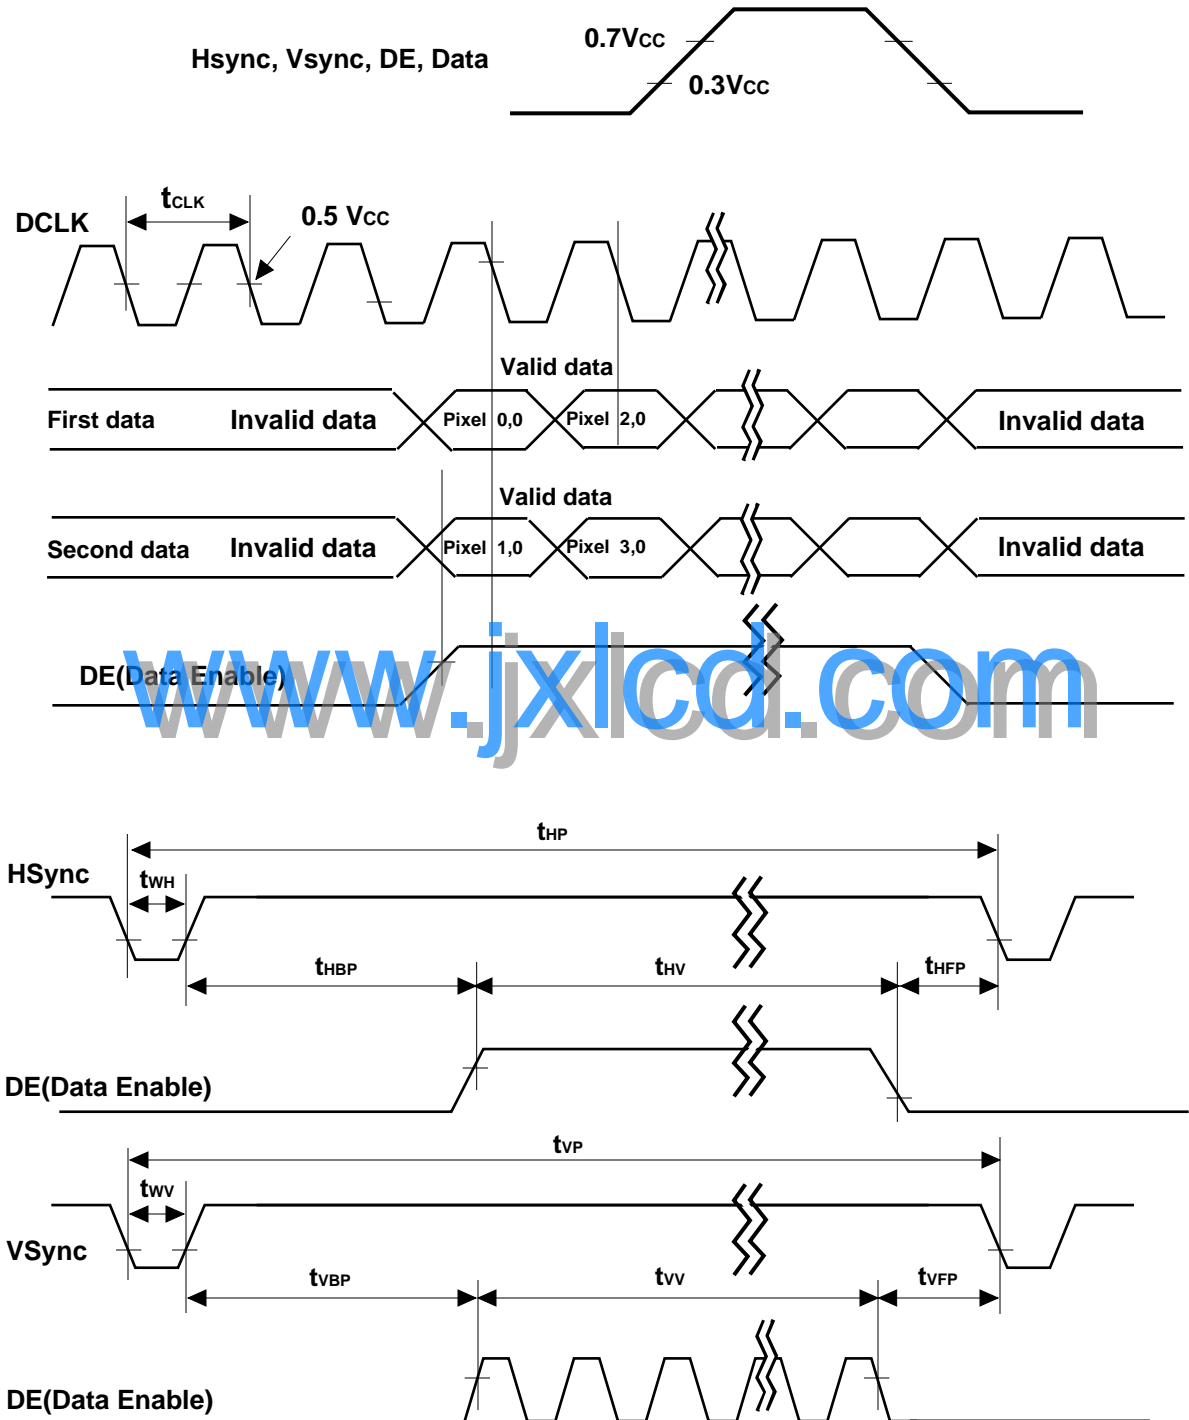 0.7VCC
Hsync, Vsync, DE, Data
0.3VCC
tCLK
DCLK
0.5 VCC
Valid data
First data Invalid data Pixel 0,0 Pixel 2,0 Invalid data
Valid data
Second data Invalid data Pixel 1,0 Pixel 3,0 Invalid data
DE(Data Enable)
www.jxlcd.com
tHP
HSync
tWH
tHBP tHV tHFP
DE(Data Enable)
tVP
tWV
VSync
tVBP tVV tVFP
DE(Data Enable)